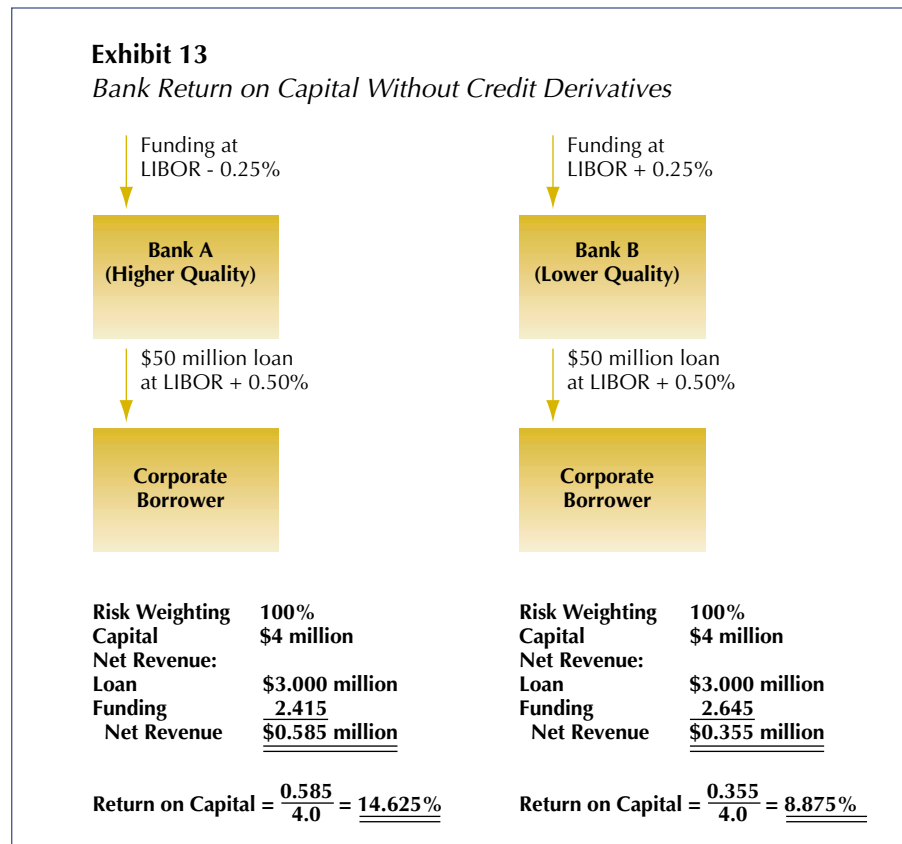 Exhibit 13
Bank Return on Capital Without Credit Derivatives
Funding at
LIBOR - 0.25%
Bank A
(Higher Quality)
$50 million loan
at LIBOR + 0.50%
Corporate
Borrower
Risk Weighting 100%
Capital $4 million
Net Revenue:
Loan $3.000 million
Funding 2.415
Net Revenue $0.585 million
Return on Capital = 0.585 / 4.0 = 14.625%
Funding at
LIBOR + 0.25%
Bank B
(Lower Quality)
$50 million loan
at LIBOR + 0.50%
Corporate
Borrower
Risk Weighting 100%
Capital $4 million
Net Revenue:
Loan $3.000 million
Funding 2.645
Net Revenue $0.355 million
Return on Capital = 0.355 / 4.0 = 8.875%